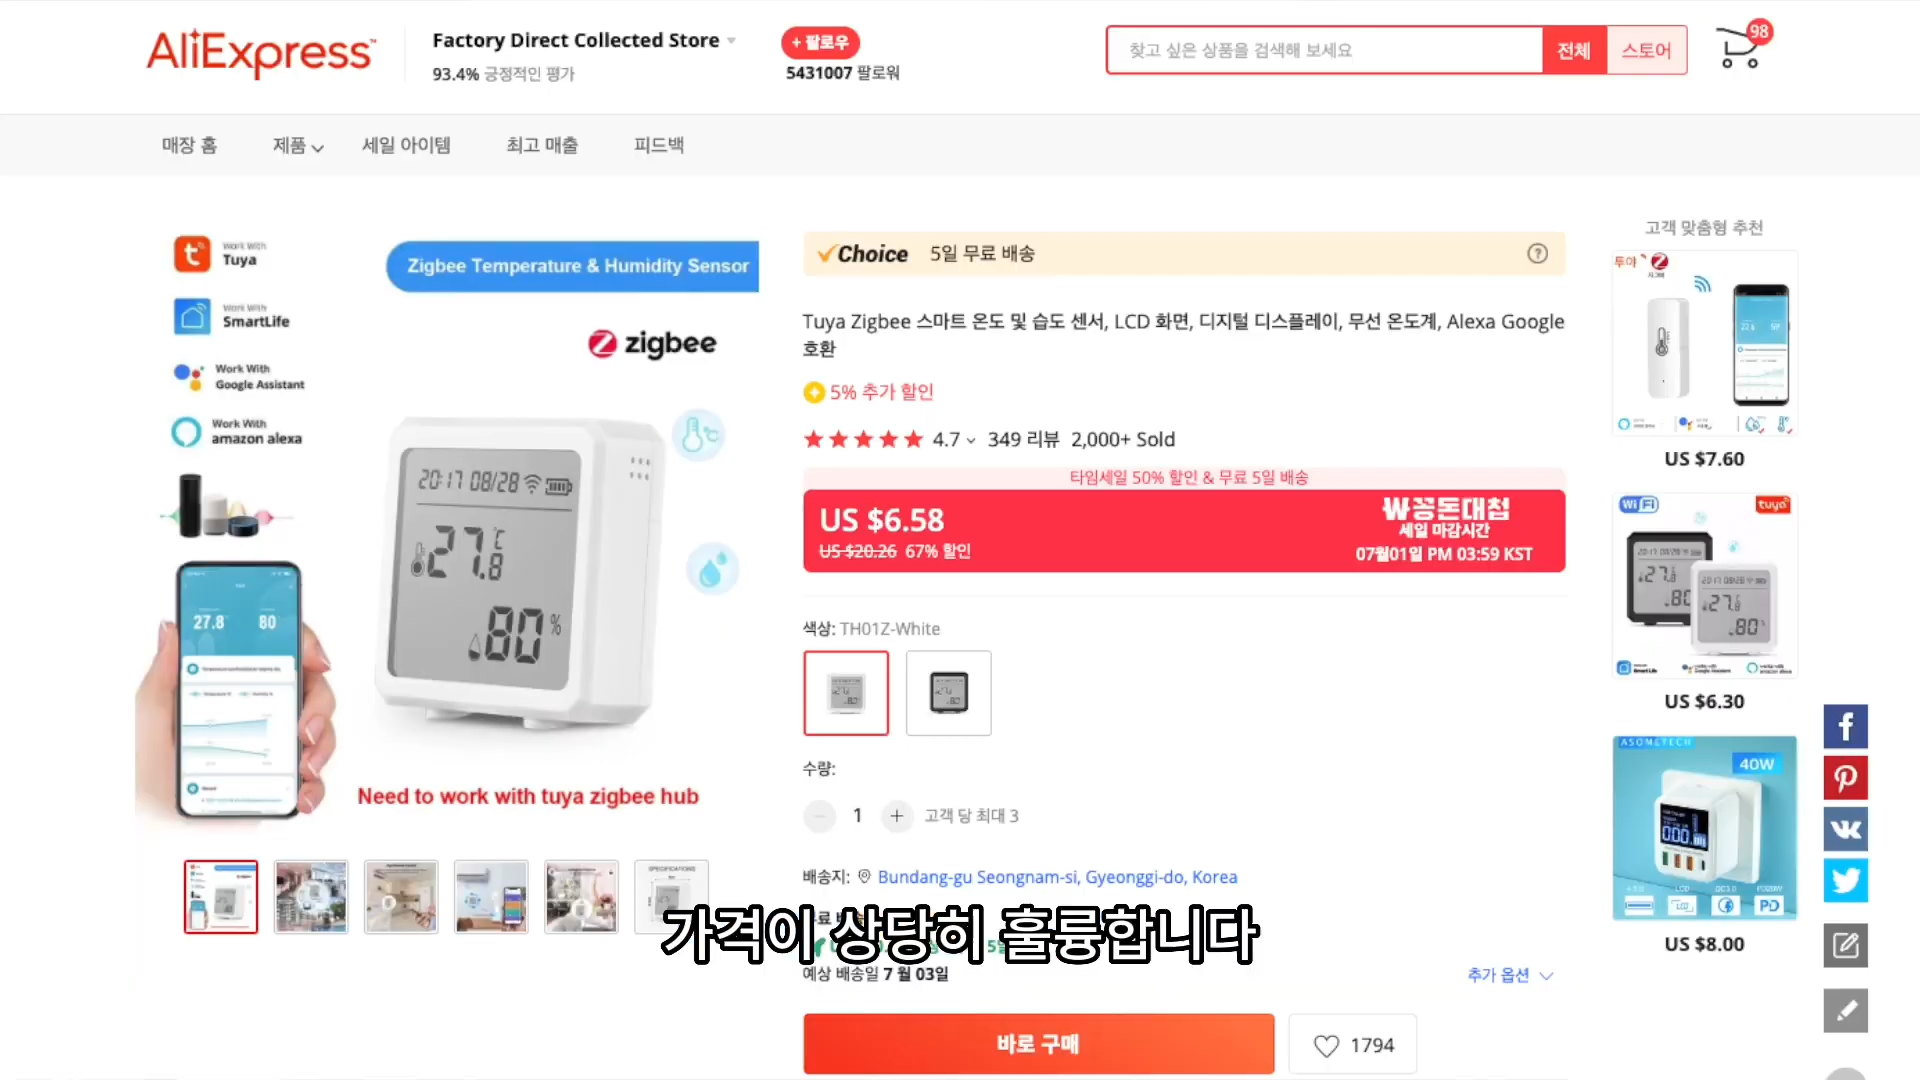 AliExpress™
Factory Direct Collected Store
93.4% 긍정적인 평가
+ 팔로우
5431007 팔로워
찾고 싶은 상품을 검색해 보세요
전체
스토어
98
매장 홈
제품
세일 아이템
최고 매출
피드백
Work With
Tuya
Work With
SmartLife
Work With
Google Assistant
Work With
amazon alexa
Zigbee Temperature & Humidity Sensor
zigbee
20:17 08/28
27.8 ℃
80 %
27.8
80
Need to work with tuya zigbee hub
Choice 5일 무료 배송
Tuya Zigbee 스마트 온도 및 습도 센서, LCD 화면, 디지털 디스플레이, 무선 온도계, Alexa Google
호환
5% 추가 할인
4.7
349 리뷰
2,000+ Sold
타임세일 50% 할인 & 무료 5일 배송
US $6.58
US $20.26 67% 할인
₩꽁돈대첩
세일 마감시간
07월01일 PM 03:59 KST
색상: TH01Z-White
수량:
1
고객 당 최대 3
배송지: Bundang-gu Seongnam-si, Gyeonggi-do, Korea
가격이 상당히 훌륭합니다
예상 배송일 7 월 03일
추가 옵션
바로 구매
1794
고객 맞춤형 추천
투야
US $7.60
WiFi
tuya
US $6.30
ASOMETECH
40W
PD
US $8.00
SPECIFICATIONS